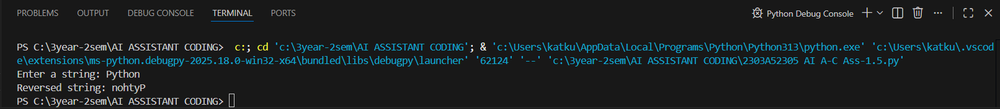 PROBLEMS OUTPUT DEBUG CONSOLE TERMINAL PORTS Python Debug Console
PS C:\3year-2sem\AI ASSISTANT CODING>  c:; cd 'c:\3year-2sem\AI ASSISTANT CODING'; & 'c:\Users\katku\AppData\Local\Programs\Python\Python313\python.exe' 'c:\Users\katku\.vscod
e\extensions\ms-python.debugpy-2025.18.0-win32-x64\bundled\libs\debugpy\launcher' '62124' '--' 'c:\3year-2sem\AI ASSISTANT CODING\2303A52305 AI A-C Ass-1.5.py'
Enter a string: Python
Reversed string: nohtyP
PS C:\3year-2sem\AI ASSISTANT CODING>